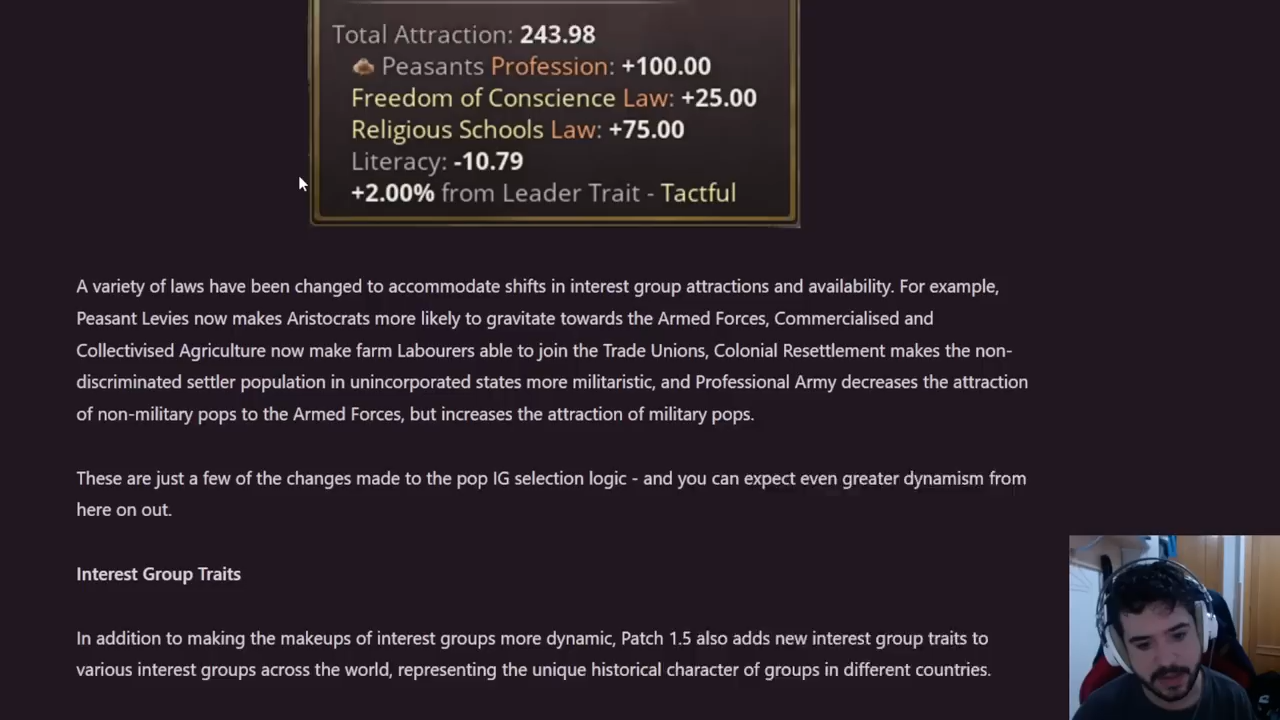 Total Attraction: 243.98
Peasants Profession: +100.00
Freedom of Conscience Law: +25.00
Religious Schools Law: +75.00
Literacy: -10.79
+2.00% from Leader Trait - Tactful
A variety of laws have been changed to accommodate shifts in interest group attractions and availability. For example,
Peasant Levies now makes Aristocrats more likely to gravitate towards the Armed Forces, Commercialised and
Collectivised Agriculture now make farm Labourers able to join the Trade Unions, Colonial Resettlement makes the non-
discriminated settler population in unincorporated states more militaristic, and Professional Army decreases the attraction
of non-military pops to the Armed Forces, but increases the attraction of military pops.
These are just a few of the changes made to the pop IG selection logic - and you can expect even greater dynamism from
here on out.
Interest Group Traits
In addition to making the makeups of interest groups more dynamic, Patch 1.5 also adds new interest group traits to
various interest groups across the world, representing the unique historical character of groups in different countries.